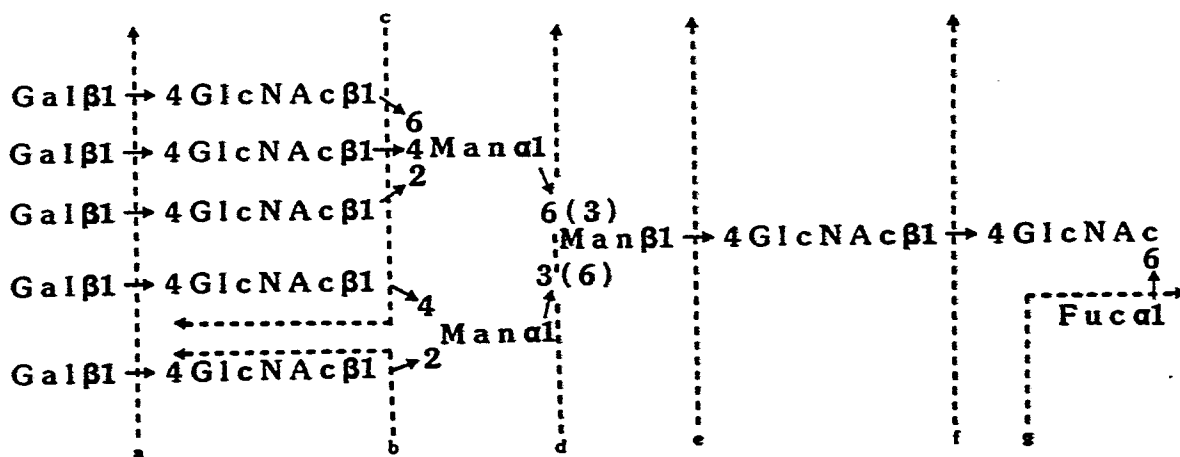 c
Galβ1→4GlcNAcβ1
6
Galβ1→4GlcNAcβ1→4Manα1
2
Galβ1→4GlcNAcβ1
6(3)
Manβ1→4GlcNAcβ1→4GlcNAc
6
3(6)
Galβ1→4GlcNAcβ1
4
Fucα1
Manα1
2
Galβ1→4GlcNAcβ1
a b d e f g